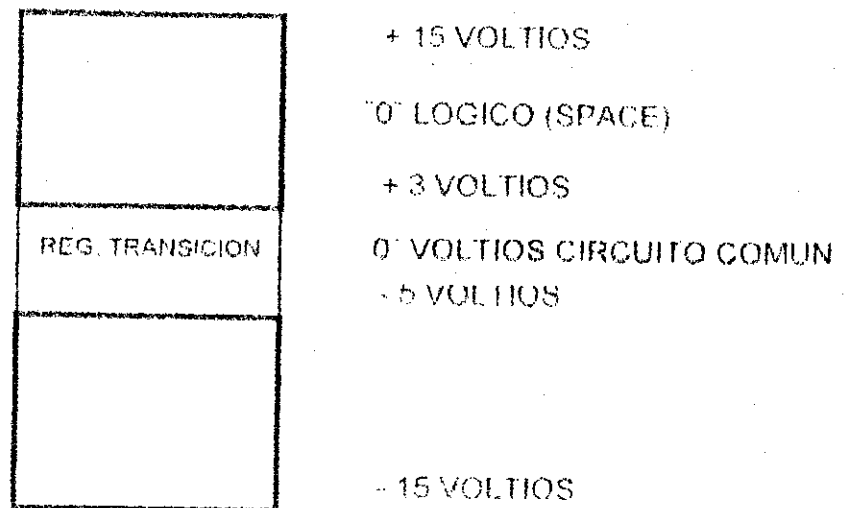 + 15 VOLTIOS
"0" LOGICO (SPACE)
+ 3 VOLTIOS
REG. TRANSICION
0" VOLTIOS CIRCUITO COMUN
- 5 VOLTIOS
- 15 VOLTIOS